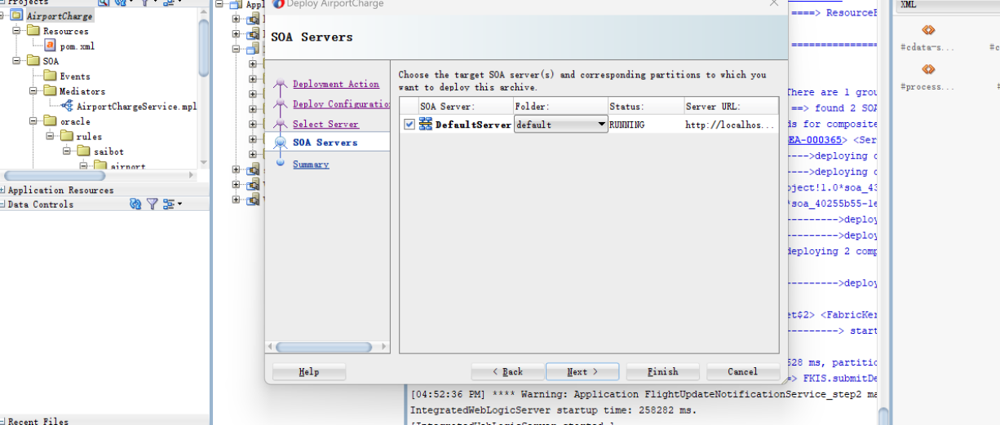 Projects
AirportCharge
Resources
pom.xml
SOA
Events
Mediators
AirportChargeService.mpl
oracle
rules
saibot
airport
Application Resources
Data Controls
Recent Files
Appl
Deploy AirportCharge
SOA Servers
Deployment Action
Deploy Configuratio
Select Server
SOA Servers
Summary
Choose the target SOA server(s) and corresponding partitions to which you
want to deploy this archive.
SOA Server: Folder: Status: Server URL:
DefaultServer default RUNNING http://localhos...
Help < Back Next > Finish Cancel
====> ResourceB
================
There are 1 grou
==> found 2 SOA
ds for composite
BEA-000365> <Ser
---->deploying c
---->deploying c
oject!1.0*soa_43
*soa_40255b55-1e
---------->deploy
---------->deploy
deploying 2 comp
---------->deploy
et$2> <FabricKer
----------> start
528 ms, partitio
=> FKIS.submitDe
[04:52:36 PM] **** Warning: Application FlightUpdateNotificationService_step2 ma
IntegratedWebLogicServer startup time: 258282 ms.
[IntegratedWebLogicServer started.]
XML
#cdata-s...
#c
#process...